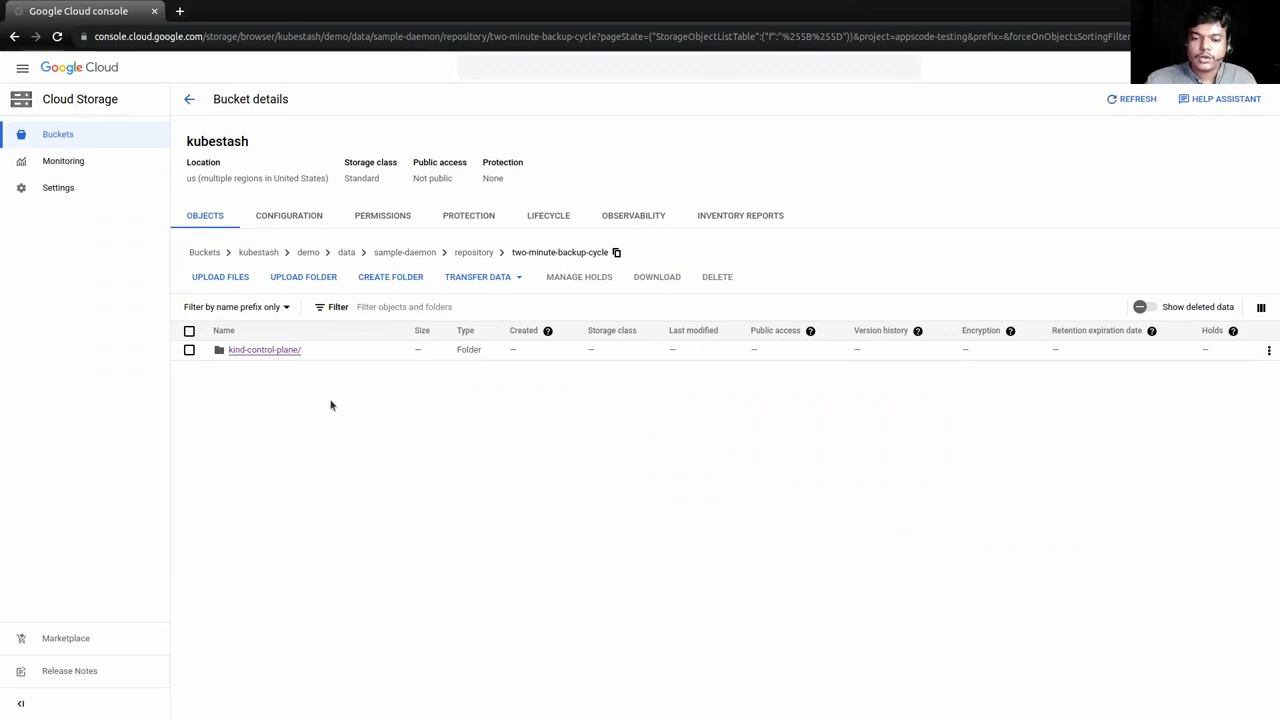 Google Cloud console
console.cloud.google.com/storage/browser/kubestash/demo/data/sample-daemon/repository/two-minute-backup-cycle?pageState=("StorageObjectListTable":("f":"%255B%255D"))&project=appscode-testing&prefix=&forceOnObjectsSortingFilter
Google Cloud
Cloud Storage
Bucket details
REFRESH
HELP ASSISTANT
Buckets
Monitoring
Settings
kubestash
Location Storage class Public access Protection
us (multiple regions in United States) Standard Not public None
OBJECTS CONFIGURATION PERMISSIONS PROTECTION LIFECYCLE OBSERVABILITY INVENTORY REPORTS
Buckets > kubestash > demo > data > sample-daemon > repository > two-minute-backup-cycle
UPLOAD FILES UPLOAD FOLDER CREATE FOLDER TRANSFER DATA MANAGE HOLDS DOWNLOAD DELETE
Filter by name prefix only Filter Filter objects and folders Show deleted data
Name Size Type Created Storage class Last modified Public access Version history Encryption Retention expiration date Holds
kind-control-plane/ — Folder — — — — — — — —
Marketplace
Release Notes